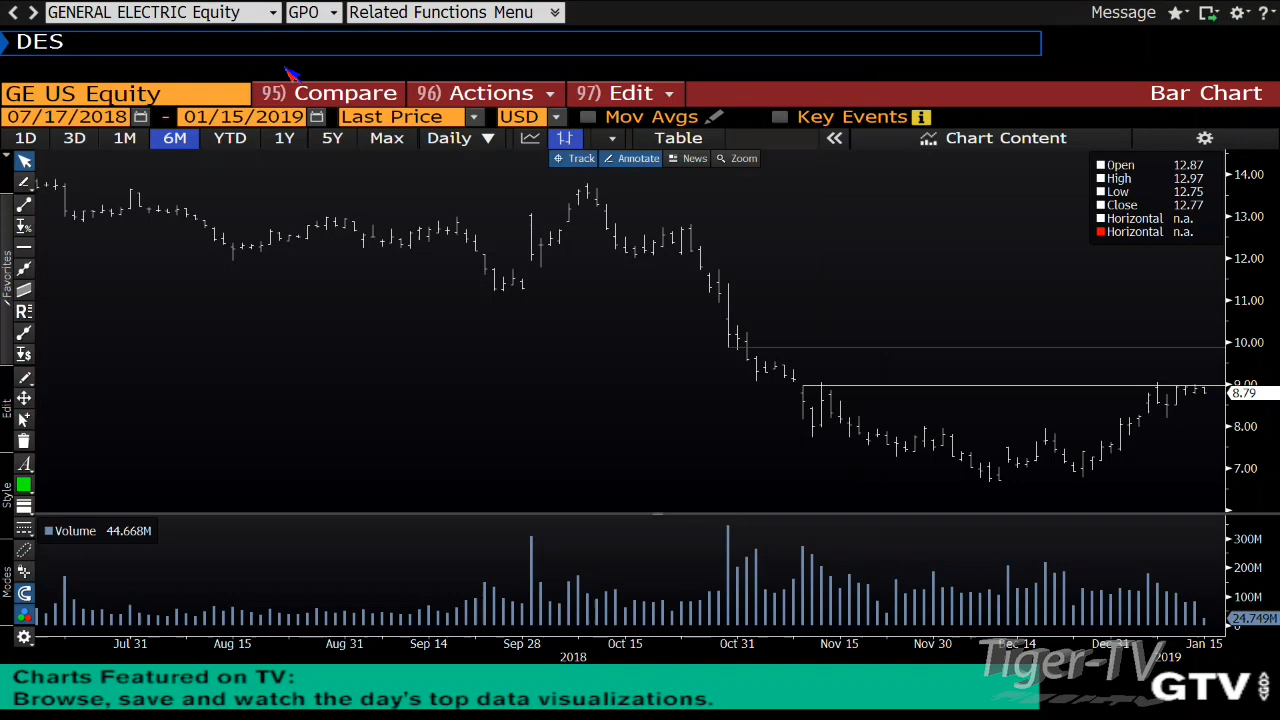 GENERAL ELECTRIC Equity GPO Related Functions Menu Message ?
DES
GE US Equity 95) Compare 96) Actions 97) Edit Bar Chart
07/17/2018 - 01/15/2019 Last Price USD Mov Avgs Key Events i
1D 3D 1M 6M YTD 1Y 5Y Max Daily Table Chart Content
Track Annotate News Zoom
Open 12.87
High 12.97
Low 12.75
Close 12.77
Horizontal n.a.
Horizontal n.a.
14.00
13.00
12.00
11.00
10.00
9.00
8.79
8.00
7.00
Favorites
Edit
Style
Modes
Volume 44.668M
300M
200M
100M
24.749M
0
Jul 31 Aug 15 Aug 31 Sep 14 Sep 28 Oct 15 Oct 31 Nov 15 Nov 30 Dec 14 Dec 31 Jan 15
2018 2019
Tiger-TV
Charts Featured on TV:
Browse, save and watch the day's top data visualizations.
GTV